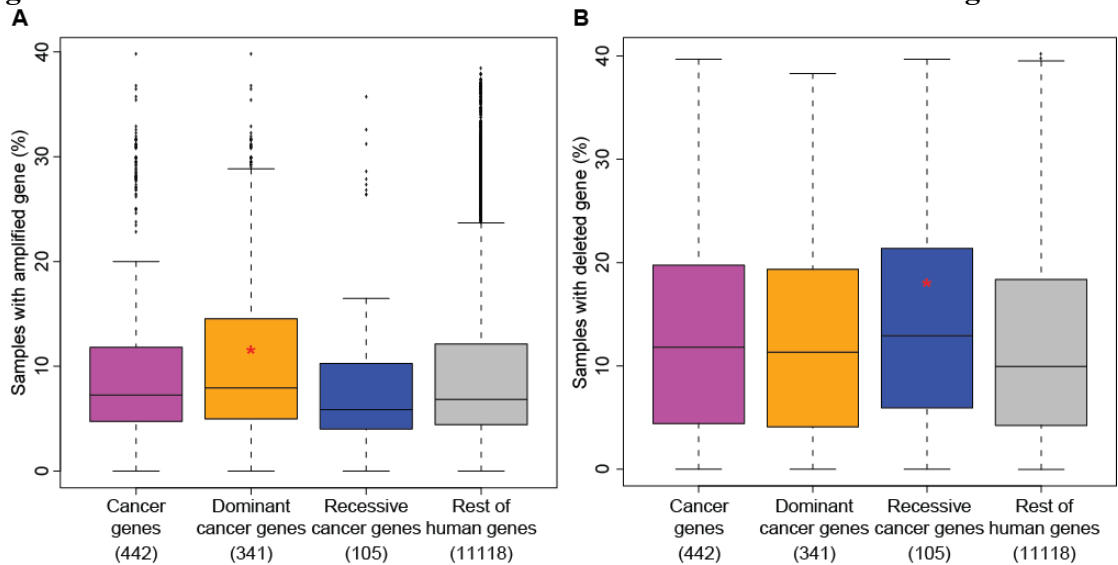 A
Samples with amplified gene (%)
40
30
20
10
0
Cancer genes (442)
Dominant cancer genes (341)
Recessive cancer genes (105)
Rest of human genes (11118)
B
Samples with deleted gene (%)
40
30
20
10
0
Cancer genes (442)
Dominant cancer genes (341)
Recessive cancer genes (105)
Rest of human genes (11118)